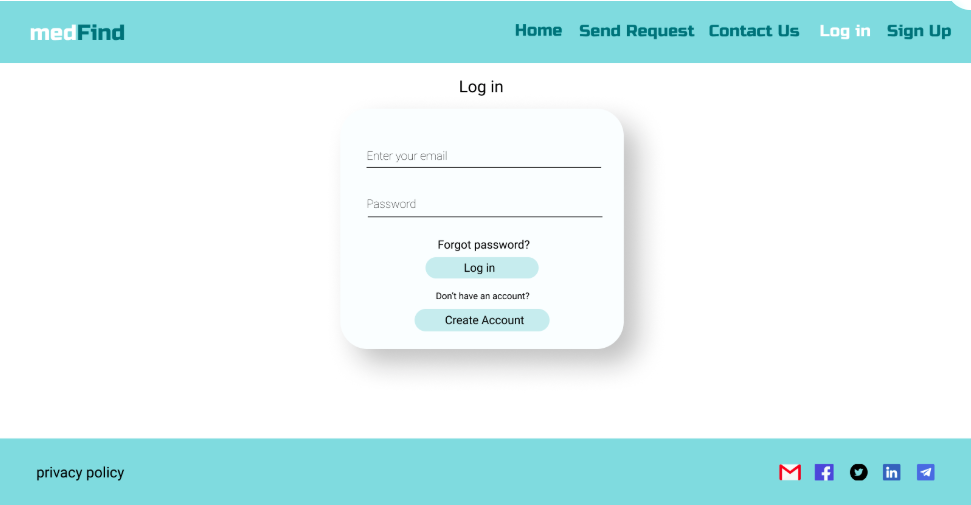 medFind
Home Send Request Contact Us Log in Sign Up
Log in
Enter your email
Password
Forgot password?
Log in
Don't have an account?
Create Account
privacy policy